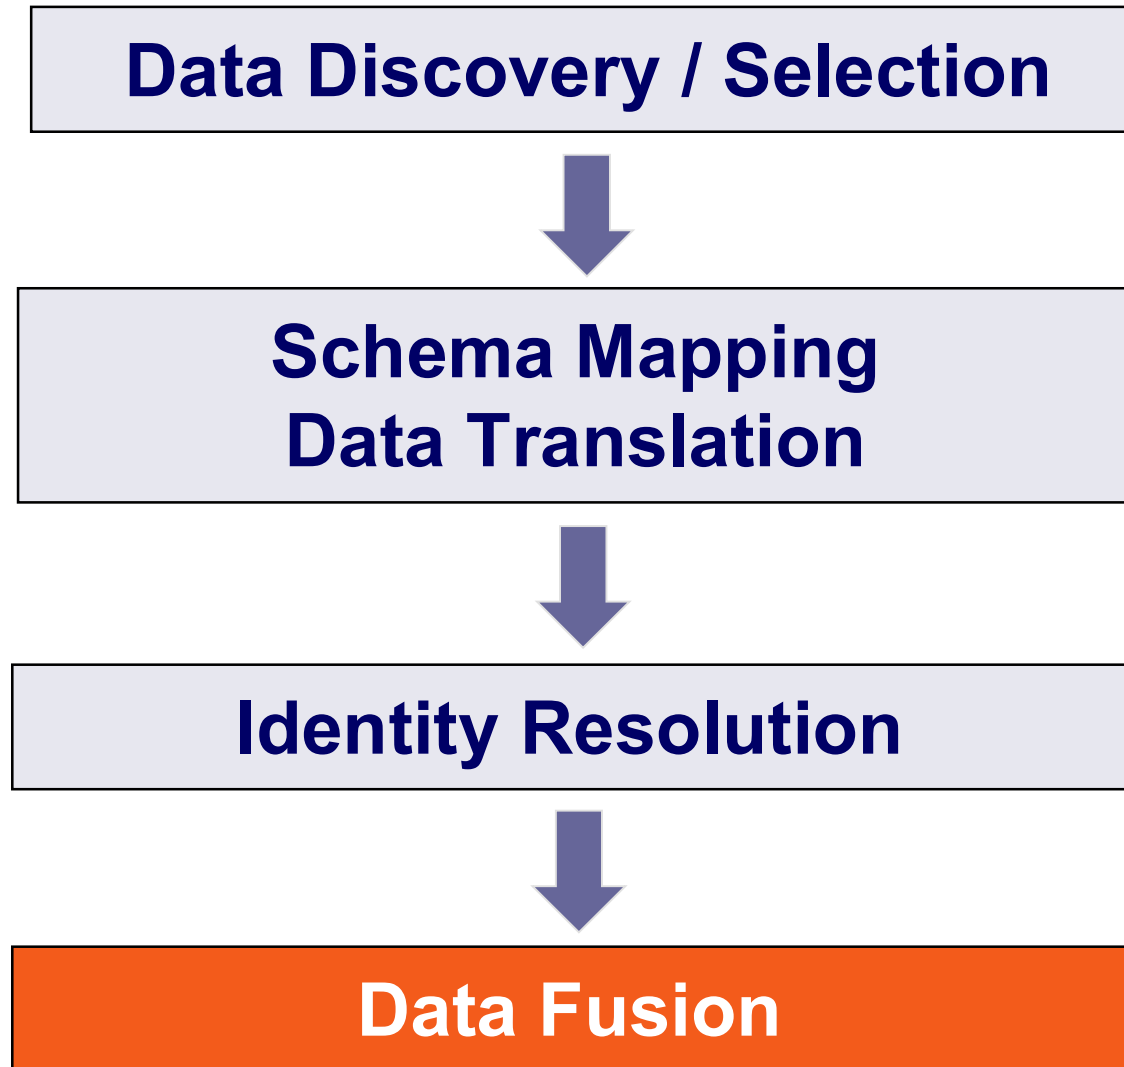 Data Discovery / Selection
Schema Mapping
Data Translation
Identity Resolution
Data Fusion